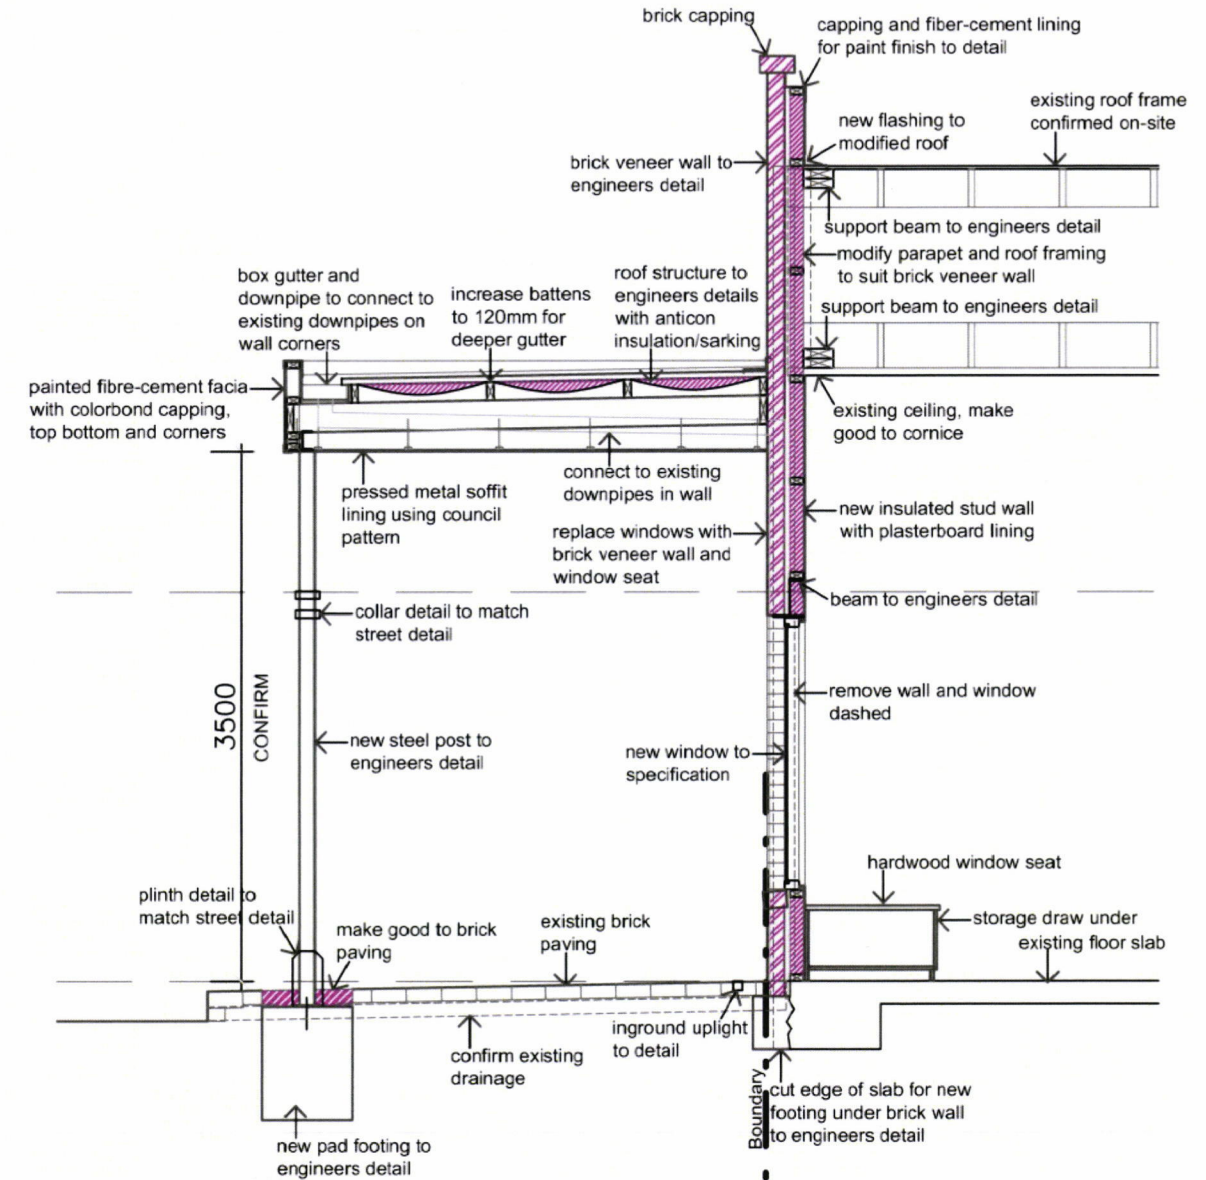 brick capping
capping and fiber-cement lining
for paint finish to detail
existing roof frame
confirmed on-site
new flashing to
modified roof
brick veneer wall to
engineers detail
support beam to engineers detail
modify parapet and roof framing
to suit brick veneer wall
support beam to engineers detail
box gutter and
downpipe to connect to
existing downpipes on
wall corners
increase battens
to 120mm for
deeper gutter
roof structure to
engineers details
with anticon
insulation/sarking
painted fibre-cement facia
with colorbond capping,
top bottom and corners
existing ceiling, make
good to cornice
connect to existing
downpipes in wall
pressed metal soffit
lining using council
pattern
new insulated stud wall
with plasterboard lining
replace windows with
brick veneer wall and
window seat
beam to engineers detail
collar detail to match
street detail
3500
CONFIRM
remove wall and window
dashed
new steel post to
engineers detail
new window to
specification
hardwood window seat
plinth detail to
match street detail
make good to brick
paving
existing brick
paving
storage draw under
existing floor slab
inground uplight
to detail
confirm existing
drainage
Boundary
cut edge of slab for new
footing under brick wall
to engineers detail
new pad footing to
engineers detail